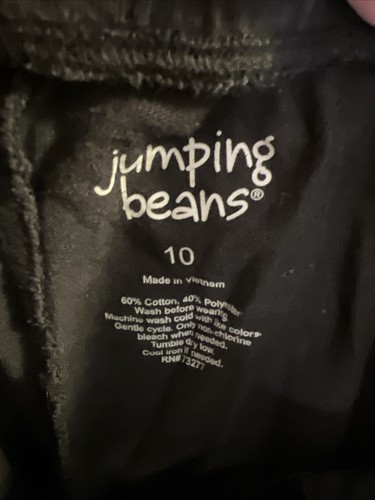 jumping
beans®
10
Made in Vietnam
60% Cotton, 40% Polyester
Wash before wearing.
Machine wash cold with like colors.
Gentle cycle. Only non-chlorine
bleach when needed.
Tumble dry low.
Cool iron if needed.
RN# 73277